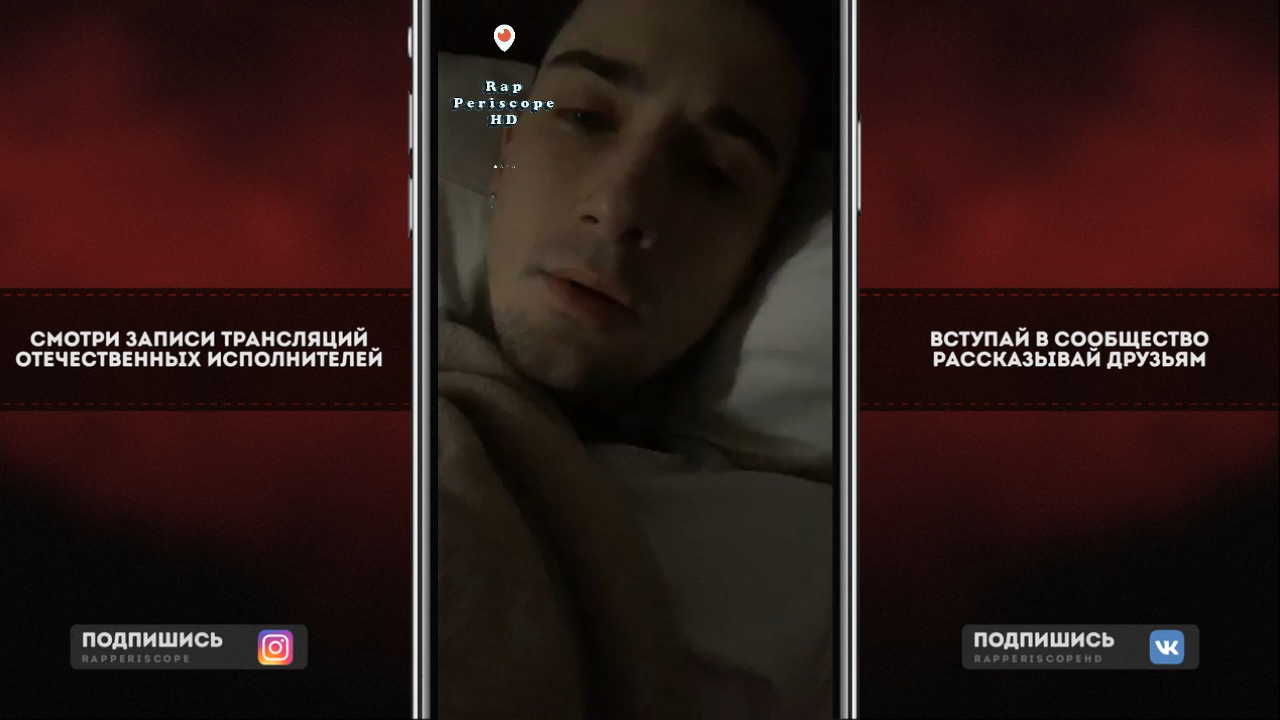 Rap
Periscope
HD
СМОТРИ ЗАПИСИ ТРАНСЛЯЦИЙ
ОТЕЧЕСТВЕННЫХ ИСПОЛНИТЕЛЕЙ
ВСТУПАЙ В СООБЩЕСТВО
РАССКАЗЫВАЙ ДРУЗЬЯМ
ПОДПИШИСЬ
RAPPERISCOPE
ПОДПИШИСЬ
RAPPERISCOPEHD